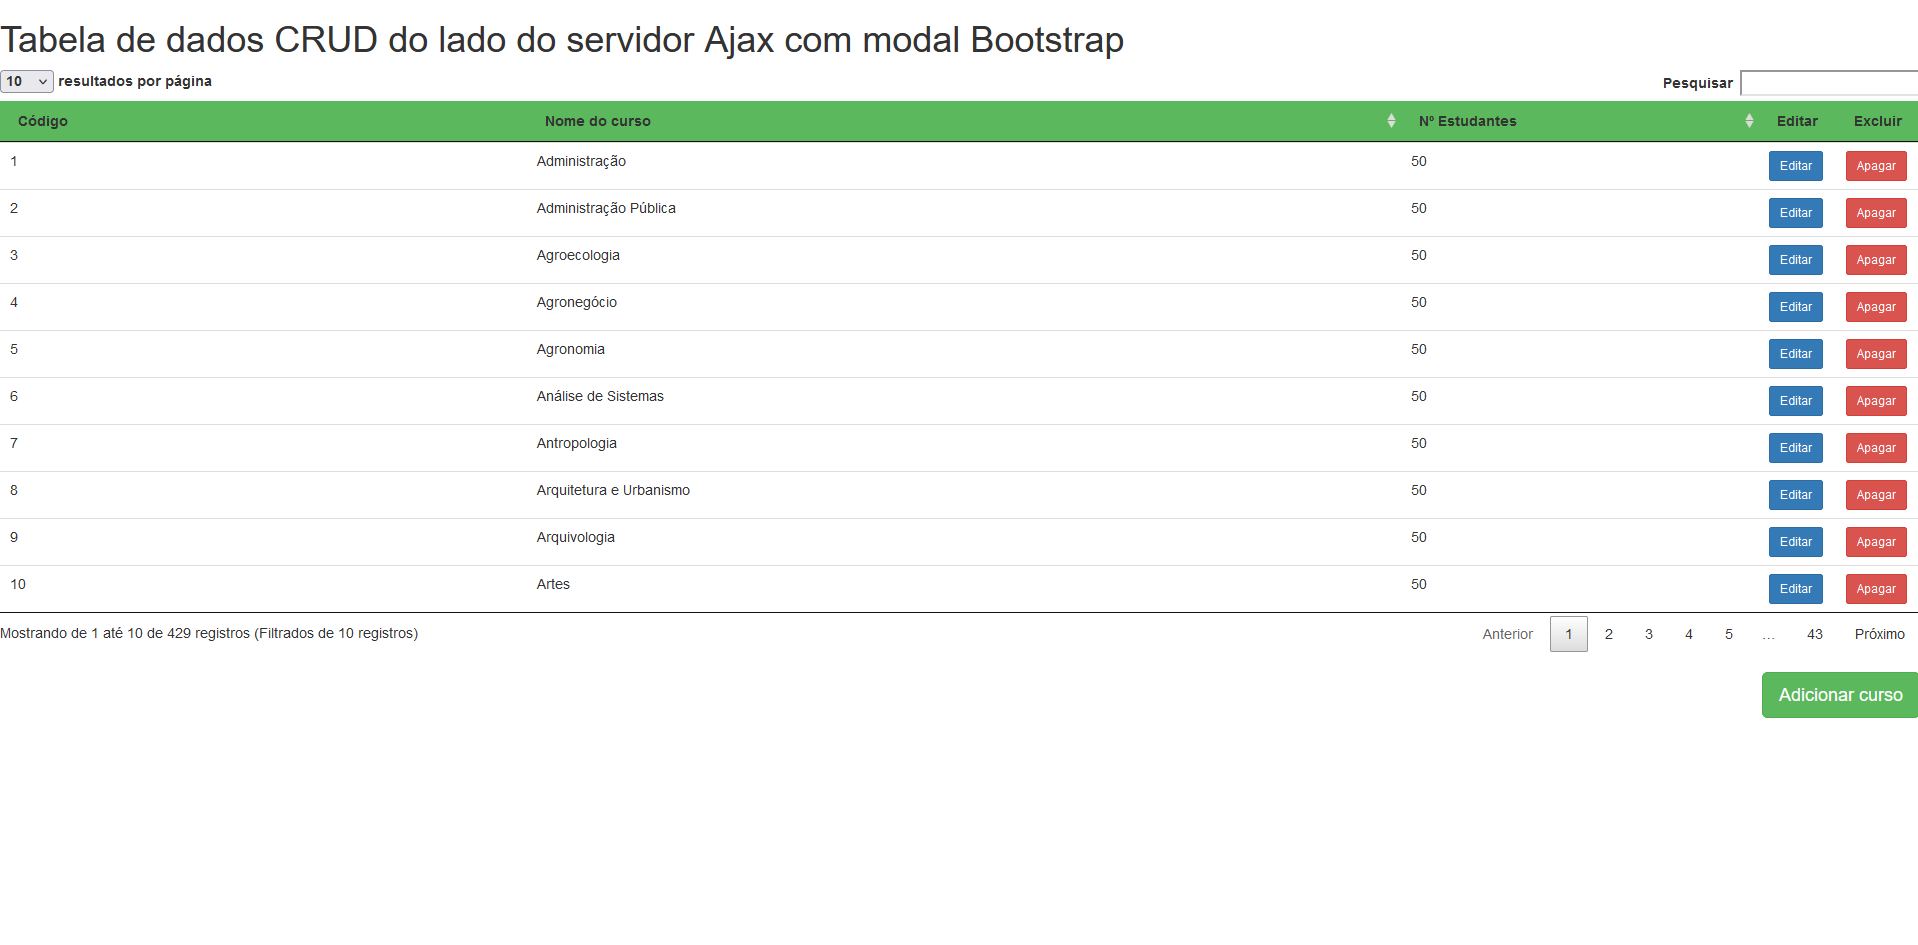 Tabela de dados CRUD do lado do servidor Ajax com modal Bootstrap
10 resultados por página Pesquisar
Código Nome do curso Nº Estudantes Editar Excluir
1 Administração 50 Editar Apagar
2 Administração Pública 50 Editar Apagar
3 Agroecologia 50 Editar Apagar
4 Agronegócio 50 Editar Apagar
5 Agronomia 50 Editar Apagar
6 Análise de Sistemas 50 Editar Apagar
7 Antropologia 50 Editar Apagar
8 Arquitetura e Urbanismo 50 Editar Apagar
9 Arquivologia 50 Editar Apagar
10 Artes 50 Editar Apagar
Mostrando de 1 até 10 de 429 registros (Filtrados de 10 registros) Anterior 1 2 3 4 5 … 43 Próximo
Adicionar curso